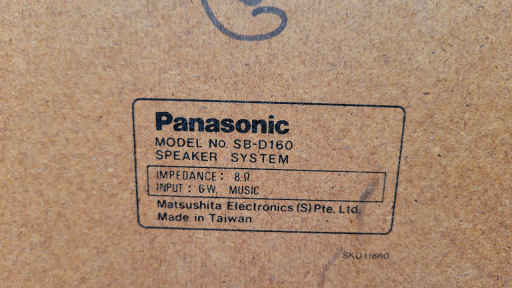 Panasonic
MODEL No. SB-D160
SPEAKER SYSTEM
IMPEDANCE: 8Ω
INPUT: 6W, MUSIC
Matsushita Electronics (S) Pte. Ltd.
Made in Taiwan